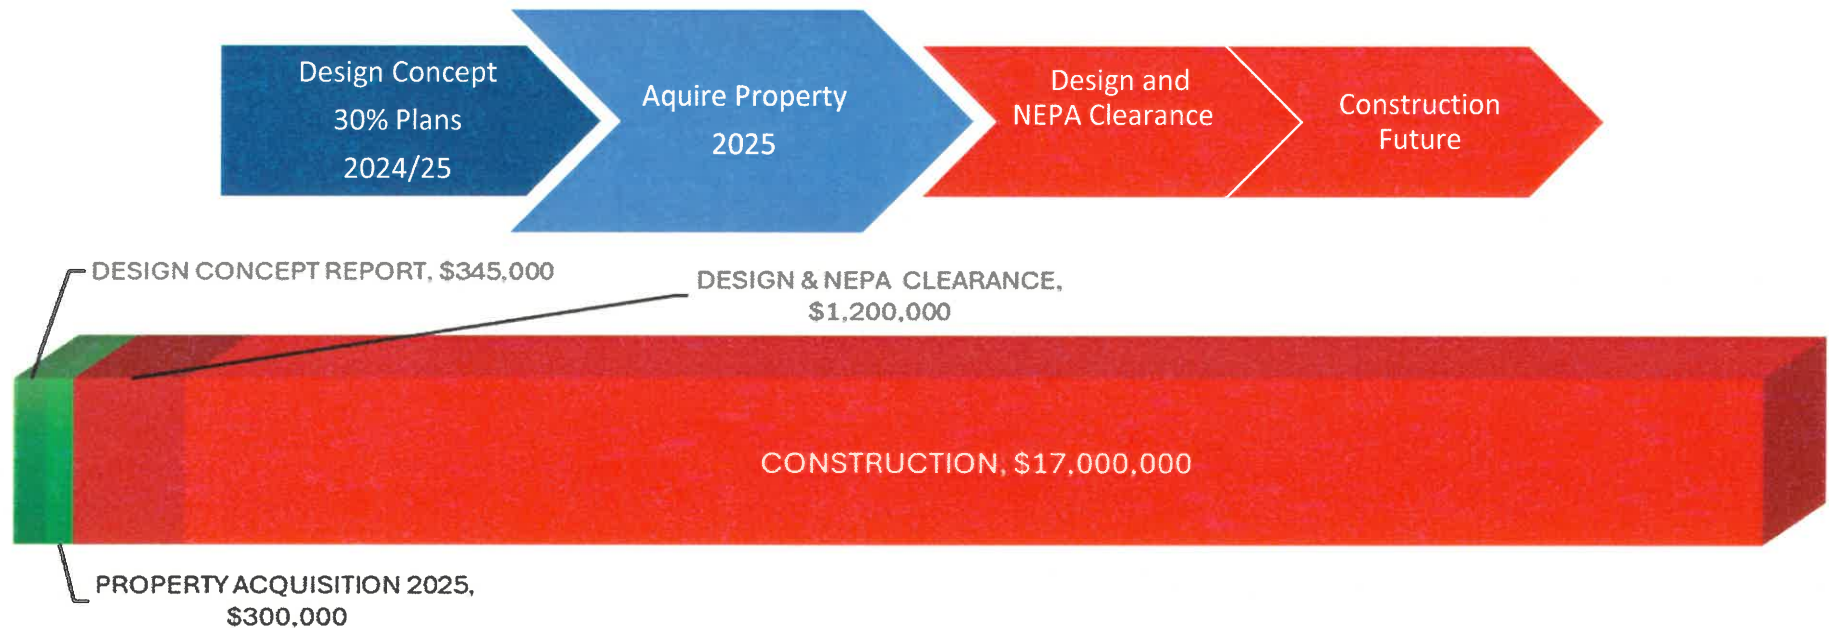 Design Concept
30% Plans
2024/25
Aquire Property
2025
Design and
NEPA Clearance
Construction
Future
DESIGN CONCEPT REPORT, $345,000
DESIGN & NEPA CLEARANCE,
$1,200,000
CONSTRUCTION, $17,000,000
PROPERTY ACQUISITION 2025,
$300,000